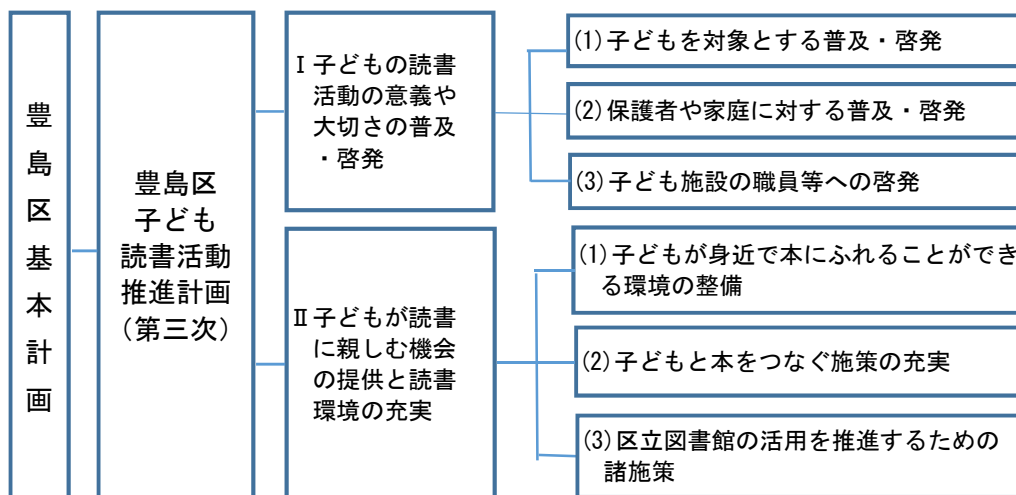 豊島区基本計画
豊島区
子ども
読書活動
推進計画
(第三次)
Ⅰ子どもの読書
活動の意義や
大切さの普及
・啓発
(1)子どもを対象とする普及・啓発
(2)保護者や家庭に対する普及・啓発
(3)子ども施設の職員等への啓発
Ⅱ子どもが読書
に親しむ機会
の提供と読書
環境の充実
(1)子どもが身近で本にふれることができ
る環境の整備
(2)子どもと本をつなぐ施策の充実
(3)区立図書館の活用を推進するための
諸施策